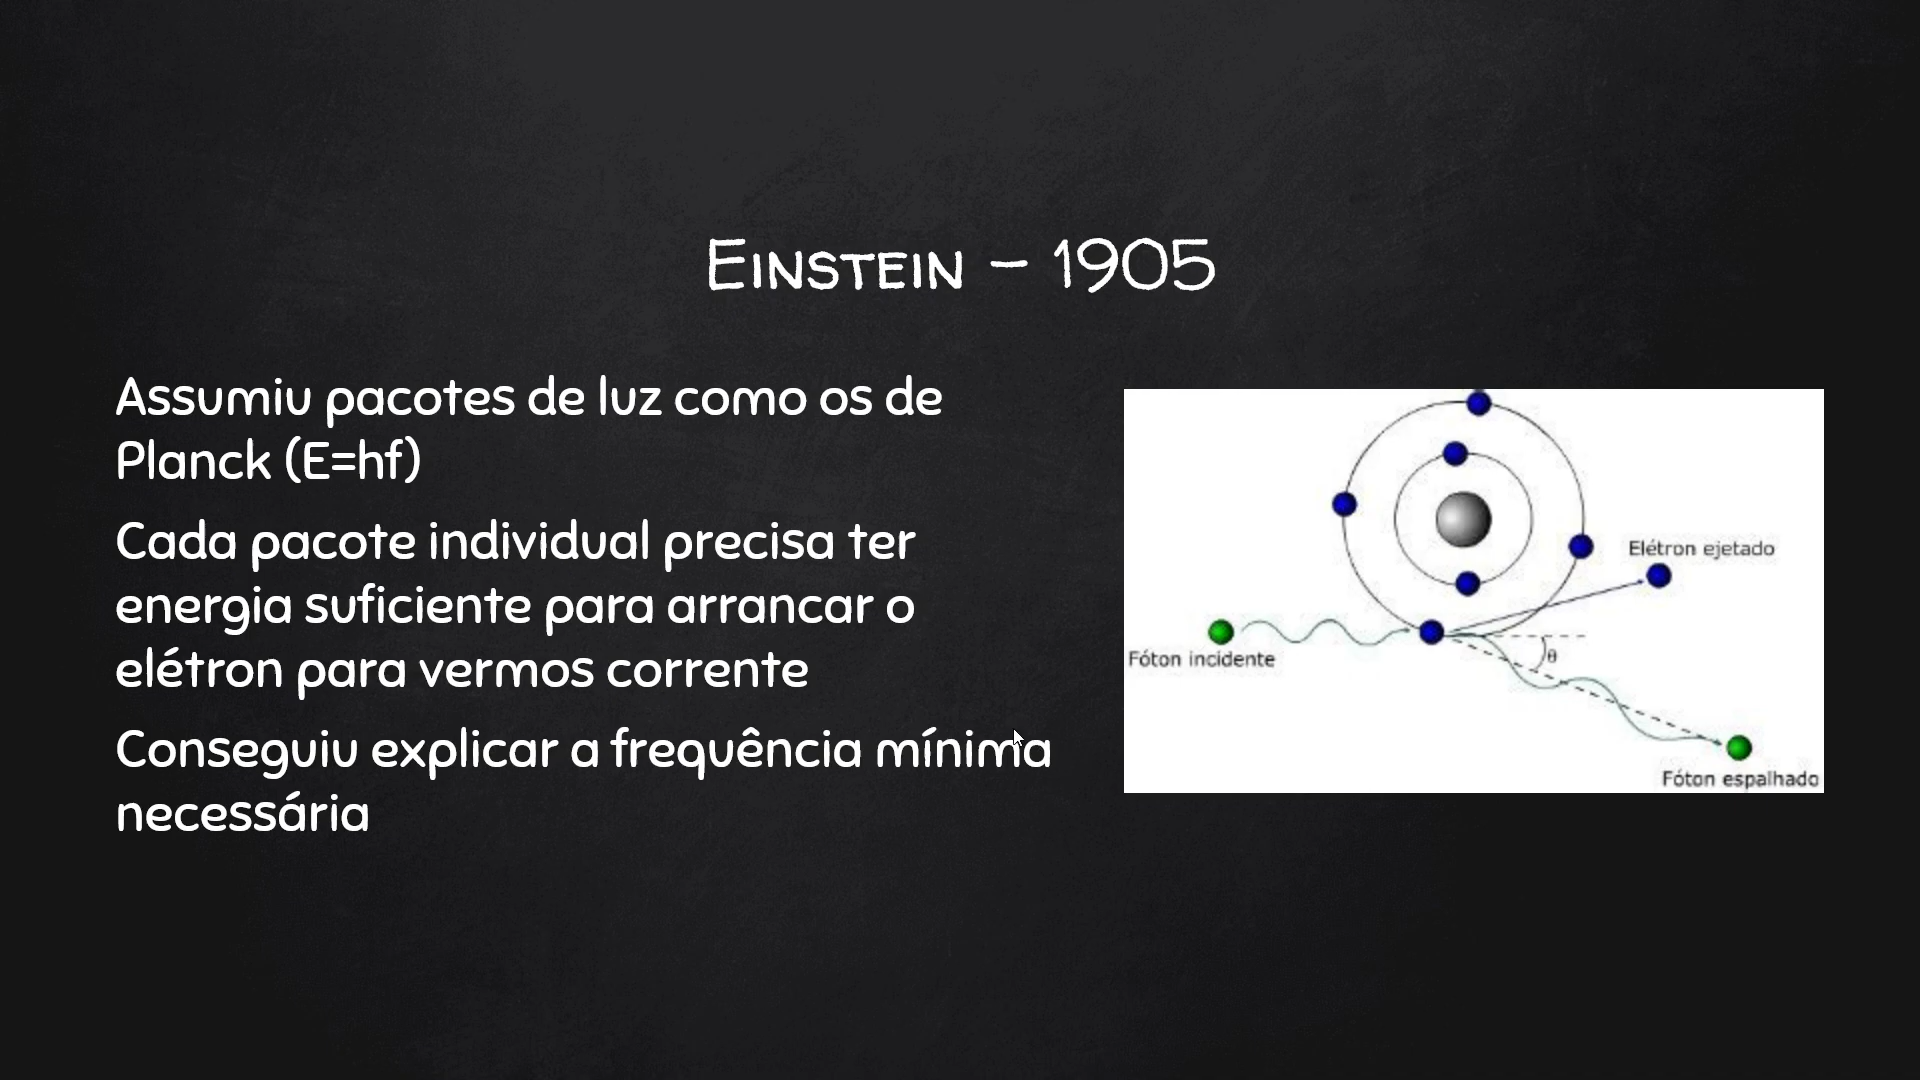 Einstein – 1905
Assumiu pacotes de luz como os de
Planck (E=hf)
Cada pacote individual precisa ter
energia suficiente para arrancar o
elétron para vermos corrente
Conseguiu explicar a frequência mínima
necessária
Elétron ejetado
Fóton incidente
θ
Fóton espalhado